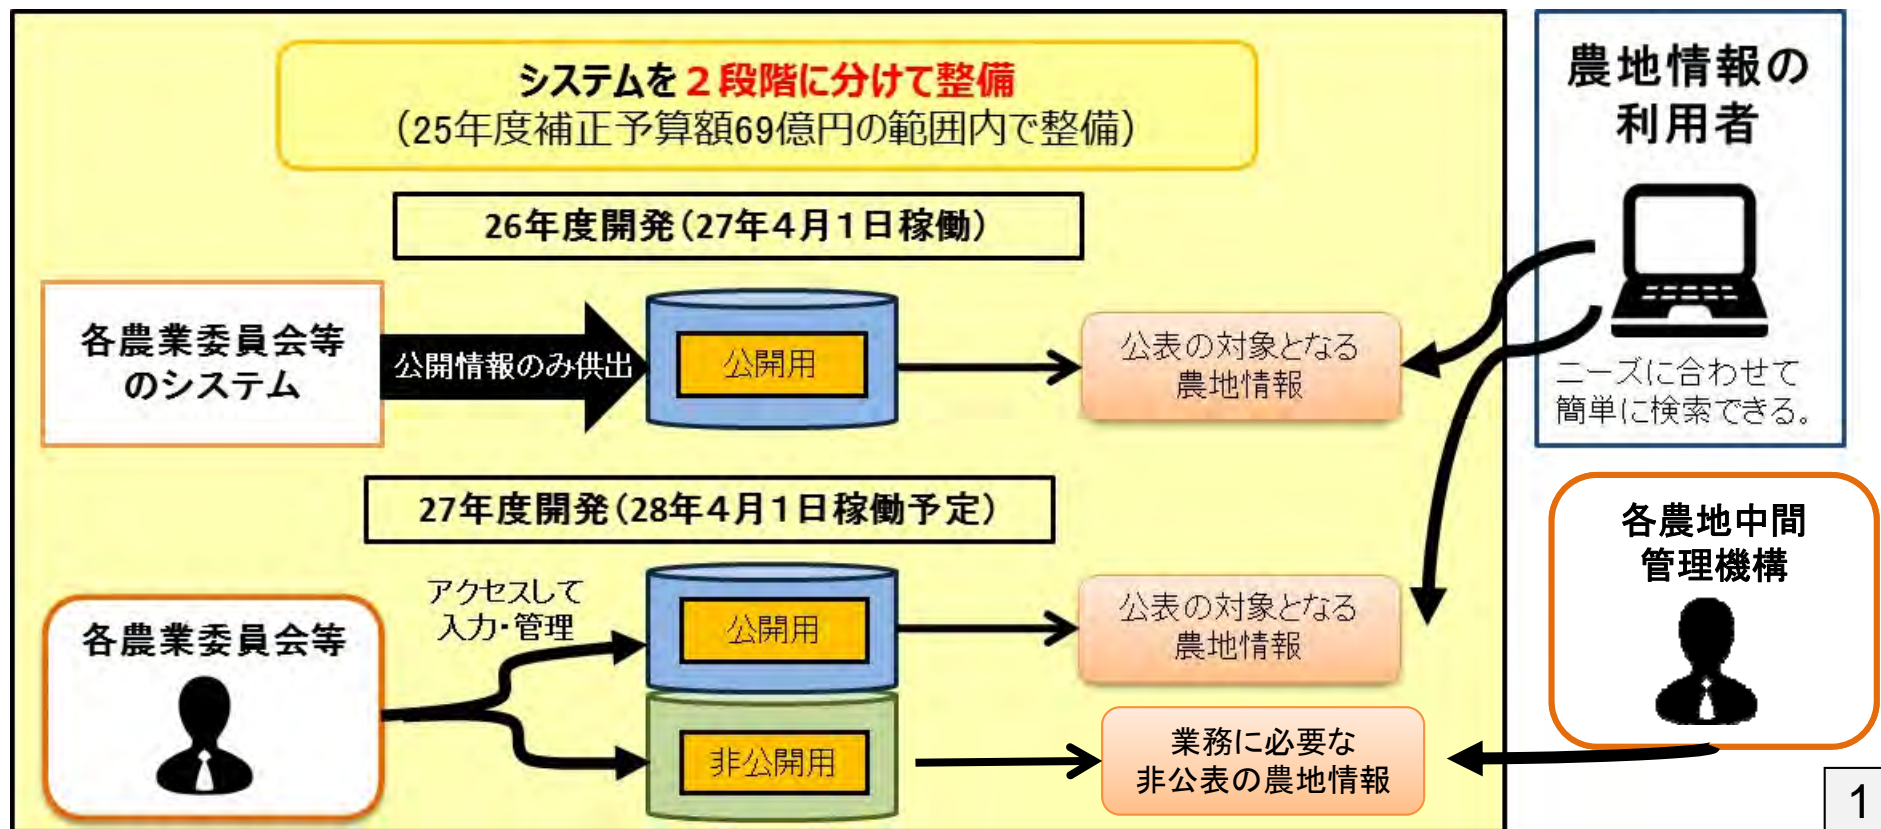 システムを２段階に分けて整備
（25年度補正予算額69億円の範囲内で整備）
26年度開発（27年４月１日稼働）
各農業委員会等
のシステム
公開情報のみ供出
公開用
公表の対象となる
農地情報
農地情報の
利用者
ニーズに合わせて
簡単に検索できる。
27年度開発（28年４月１日稼働予定）
各農業委員会等
アクセスして
入力・管理
公開用
非公開用
公表の対象となる
農地情報
業務に必要な
非公表の農地情報
各農地中間
管理機構
1